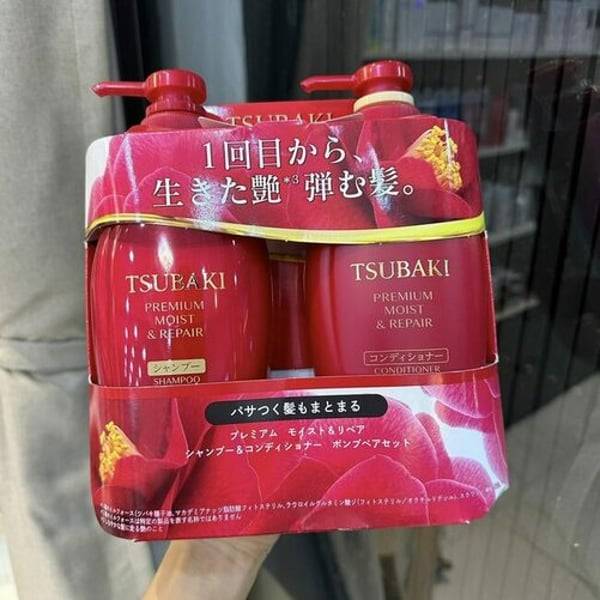 TSUBAKI
1回目から、
生きた艶*3 弾む髪。
TSUBAKI
PREMIUM
MOIST
& REPAIR
シャンプー
SHAMPOO
TSUBAKI
PREMIUM
MOIST
& REPAIR
コンディショナー
CONDITIONER
パサつく髪もまとまる
プレミアム モイスト&リペア
シャンプー&コンディショナー ポンプペアセット